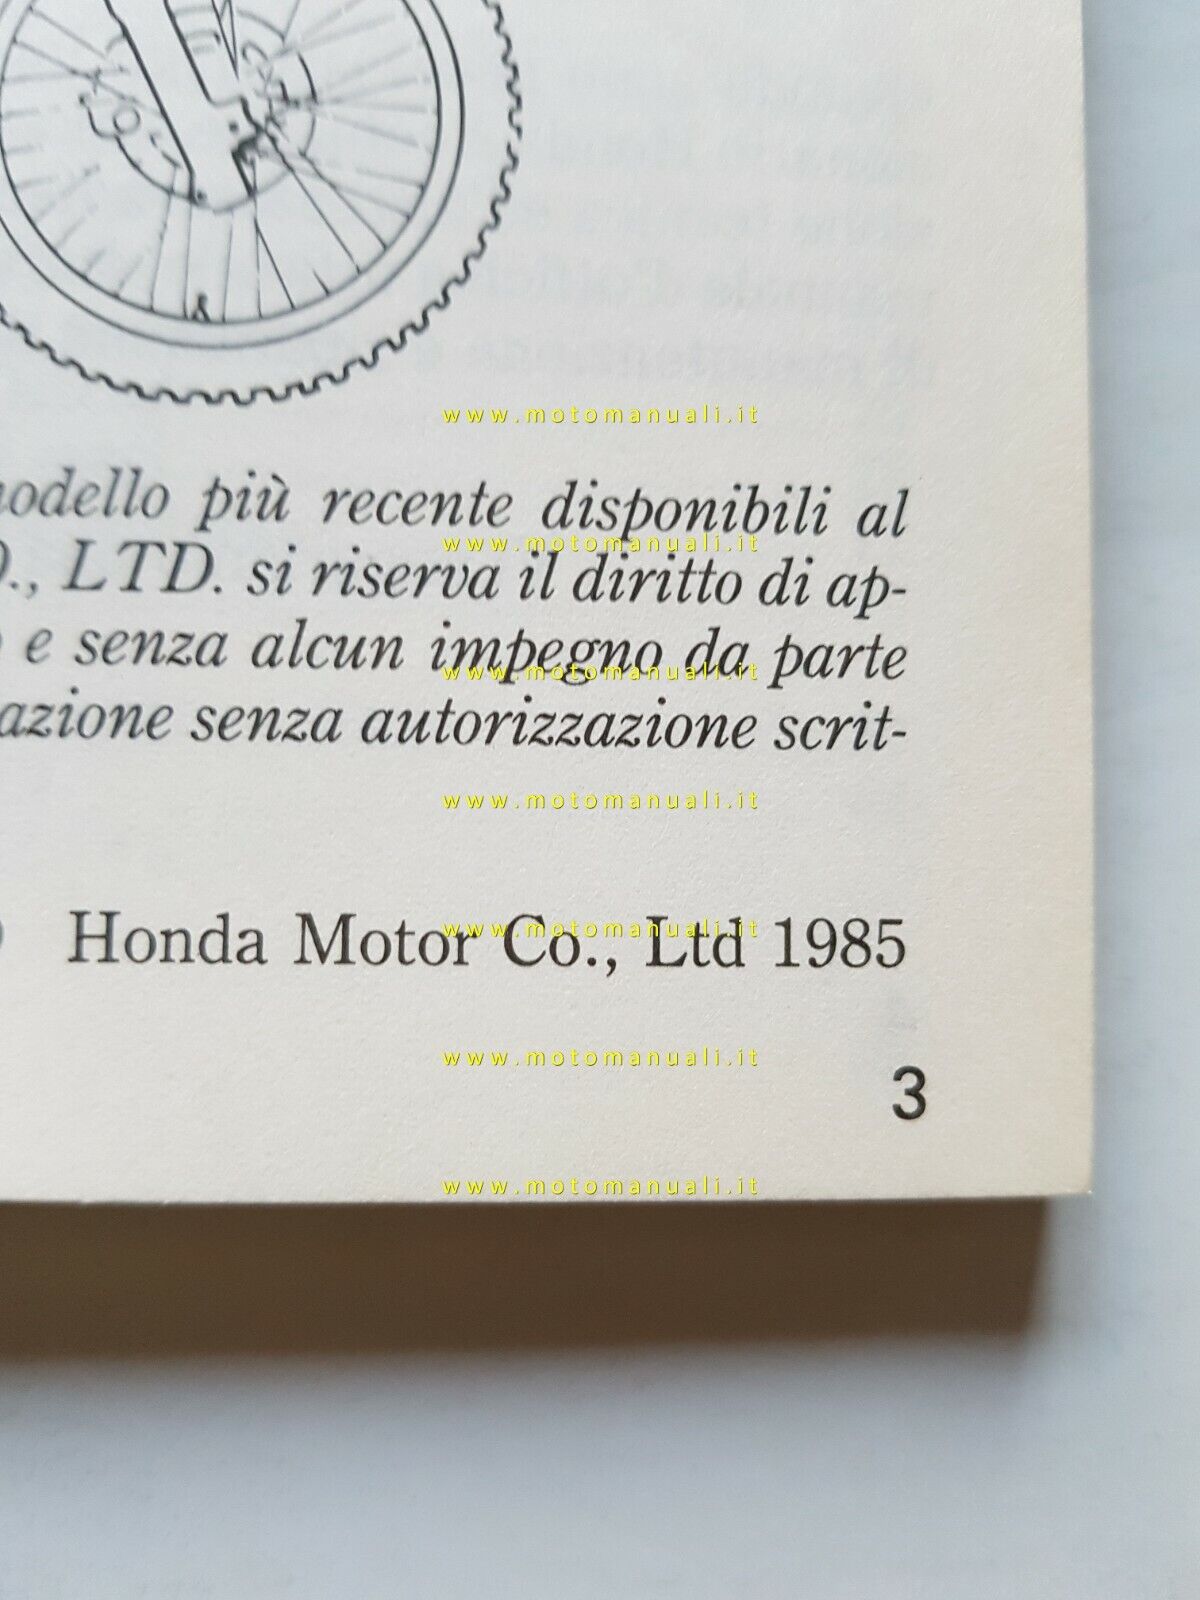 www.motomanuali.it
modello più recente disponibili al
www.motomanuali.it
O., LTD. si riserva il diritto di ap-
e senza alcun impegno da parte
www.motomanuali.it
azione senza autorizzazione scrit-
www.motomanuali.it
Honda Motor Co., Ltd 1985
www.motomanuali.it
www.motomanuali.it
3
www.motomanuali.it